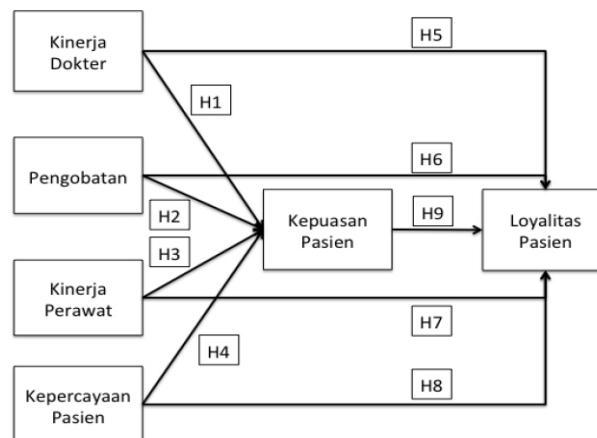 Kinerja
Dokter
H5
H1
Pengobatan
H6
H2
Kepuasan
Pasien
H9
Loyalitas
Pasien
H3
Kinerja
Perawat
H7
H4
Kepercayaan
Pasien
H8